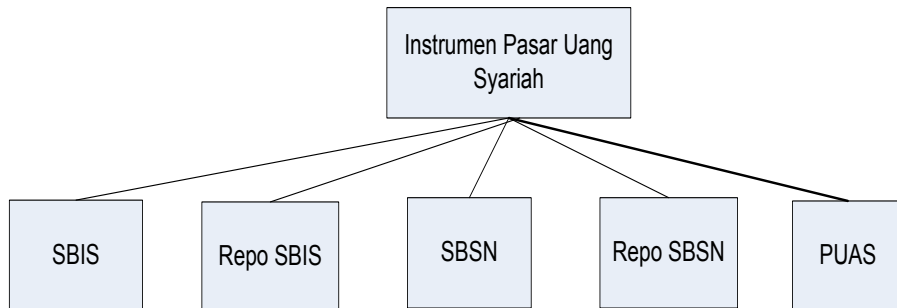 Instrumen Pasar Uang
Syariah
SBIS
Repo SBIS
SBSN
Repo SBSN
PUAS